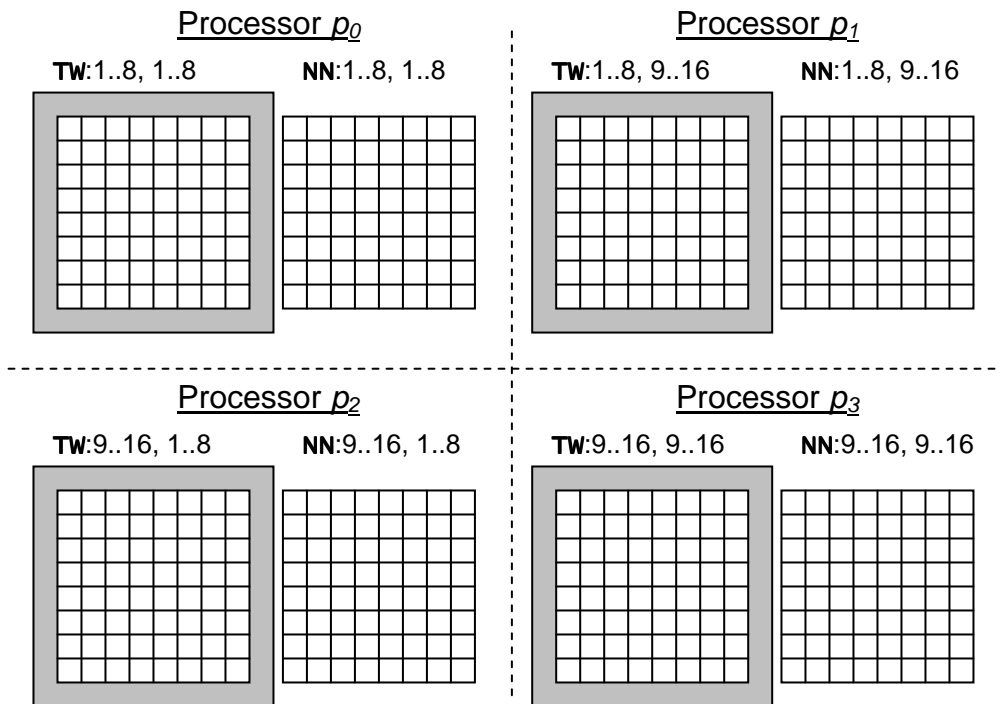 Processor p0
TW:1..8, 1..8 NN:1..8, 1..8
Processor p1
TW:1..8, 9..16 NN:1..8, 9..16
Processor p2
TW:9..16, 1..8 NN:9..16, 1..8
Processor p3
TW:9..16, 9..16 NN:9..16, 9..16